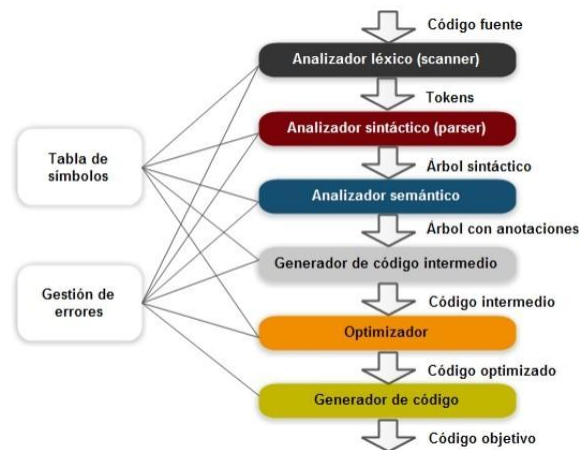 Código fuente
Analizador léxico (scanner)
Tokens
Analizador sintáctico (parser)
Árbol sintáctico
Analizador semántico
Árbol con anotaciones
Generador de código intermedio
Código intermedio
Optimizador
Código optimizado
Generador de código
Código objetivo
Tabla de
símbolos
Gestión de
errores